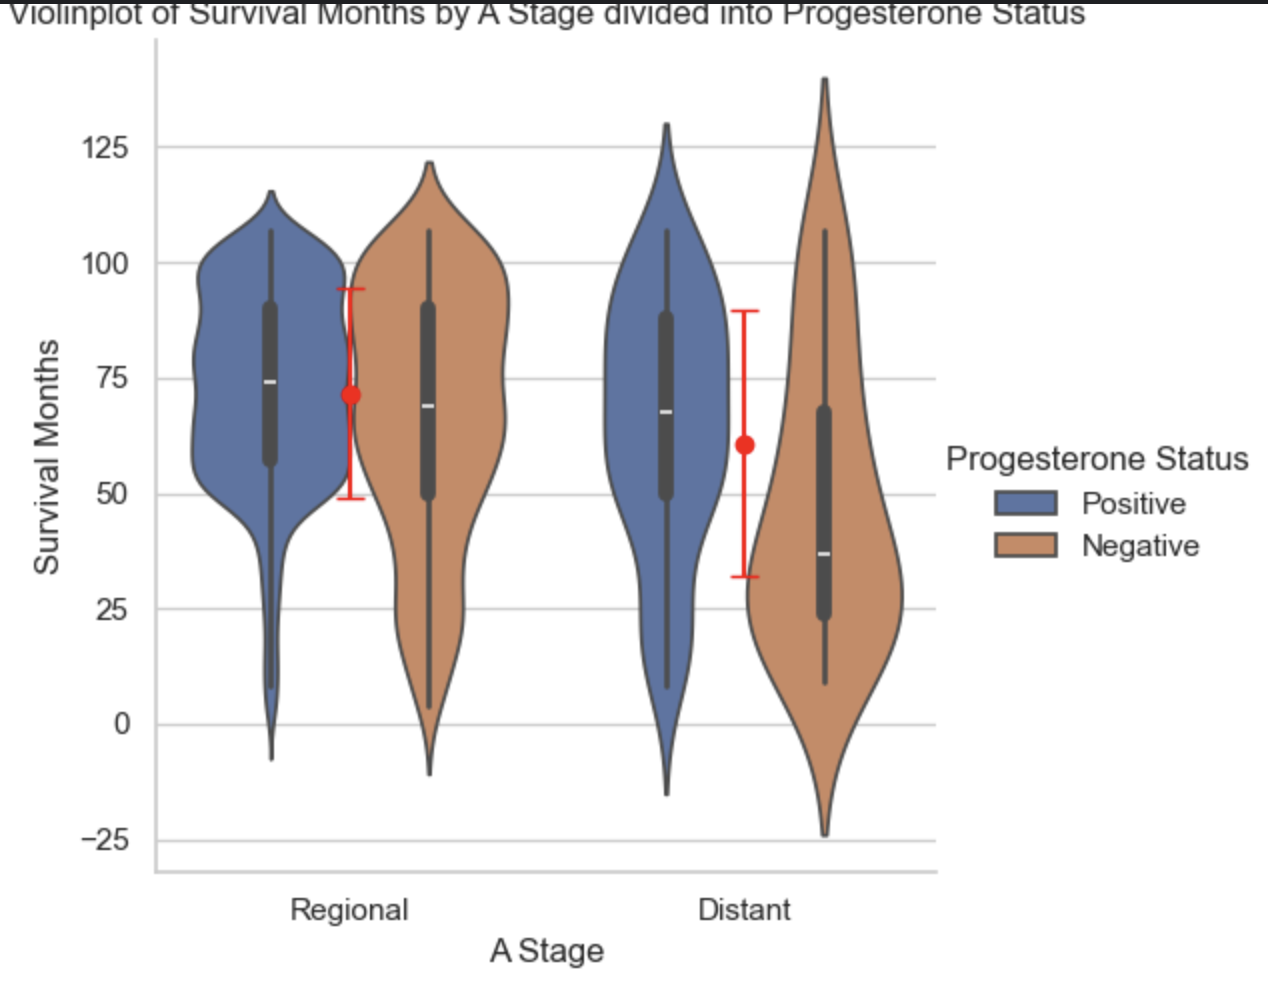 Violinplot of Survival Months by A Stage divided into Progesterone Status
125
100
75
50
25
0
−25
Survival Months
Regional
Distant
A Stage
Progesterone Status
Positive
Negative